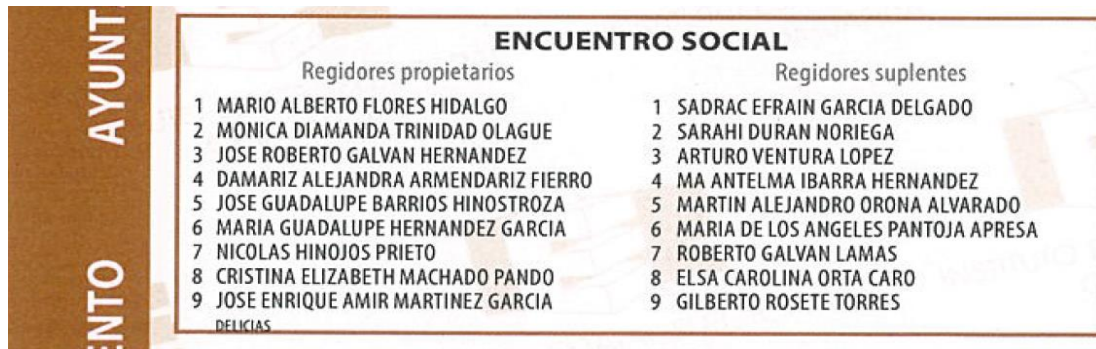 AYUNT
ENTO
ENCUENTRO SOCIAL
Regidores propietarios
1 MARIO ALBERTO FLORES HIDALGO
2 MONICA DIAMANDA TRINIDAD OLAGUE
3 JOSE ROBERTO GALVAN HERNANDEZ
4 DAMARIZ ALEJANDRA ARMENDARIZ FIERRO
5 JOSE GUADALUPE BARRIOS HINOSTROZA
6 MARIA GUADALUPE HERNANDEZ GARCIA
7 NICOLAS HINOJOS PRIETO
8 CRISTINA ELIZABETH MACHADO PANDO
9 JOSE ENRIQUE AMIR MARTINEZ GARCIA
DELICIAS
Regidores suplentes
1 SADRAC EFRAIN GARCIA DELGADO
2 SARAHI DURAN NORIEGA
3 ARTURO VENTURA LOPEZ
4 MA ANTELMA IBARRA HERNANDEZ
5 MARTIN ALEJANDRO ORONA ALVARADO
6 MARIA DE LOS ANGELES PANTOJA APRESA
7 ROBERTO GALVAN LAMAS
8 ELSA CAROLINA ORTA CARO
9 GILBERTO ROSETE TORRES